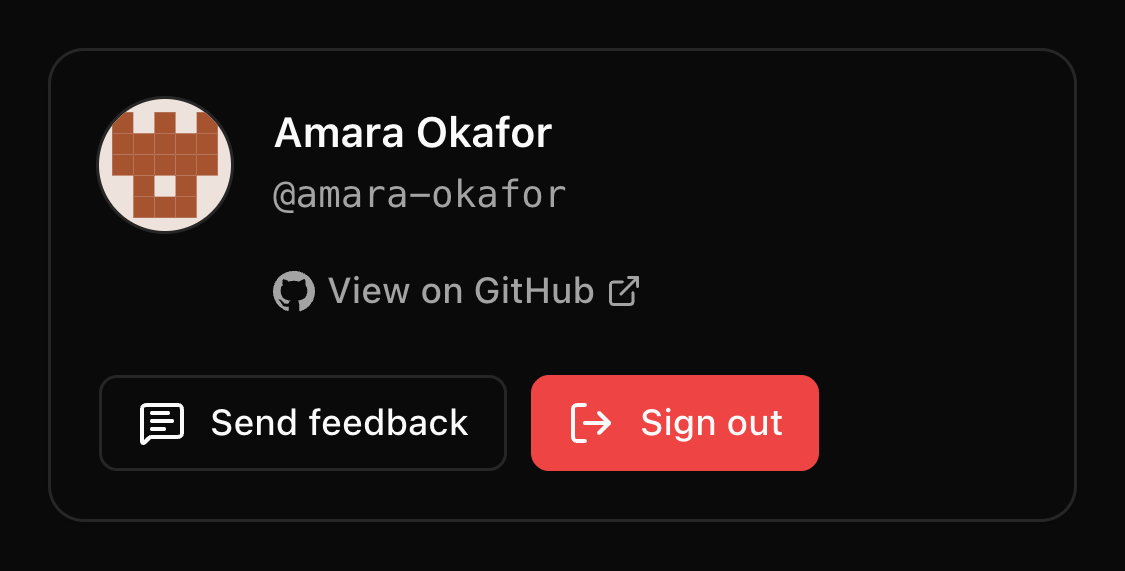 Amara Okafor
@amara-okafor
View on GitHub
Send feedback
Sign out